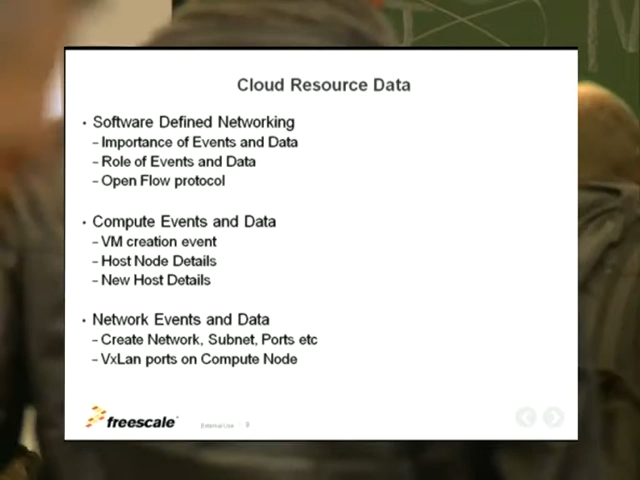 Cloud Resource Data
• Software Defined Networking
– Importance of Events and Data
– Role of Events and Data
– Open Flow protocol
• Compute Events and Data
– VM creation event
– Host Node Details
– New Host Details
• Network Events and Data
– Create Network, Subnet, Ports etc
– VxLan ports on Compute Node
freescale
External Use